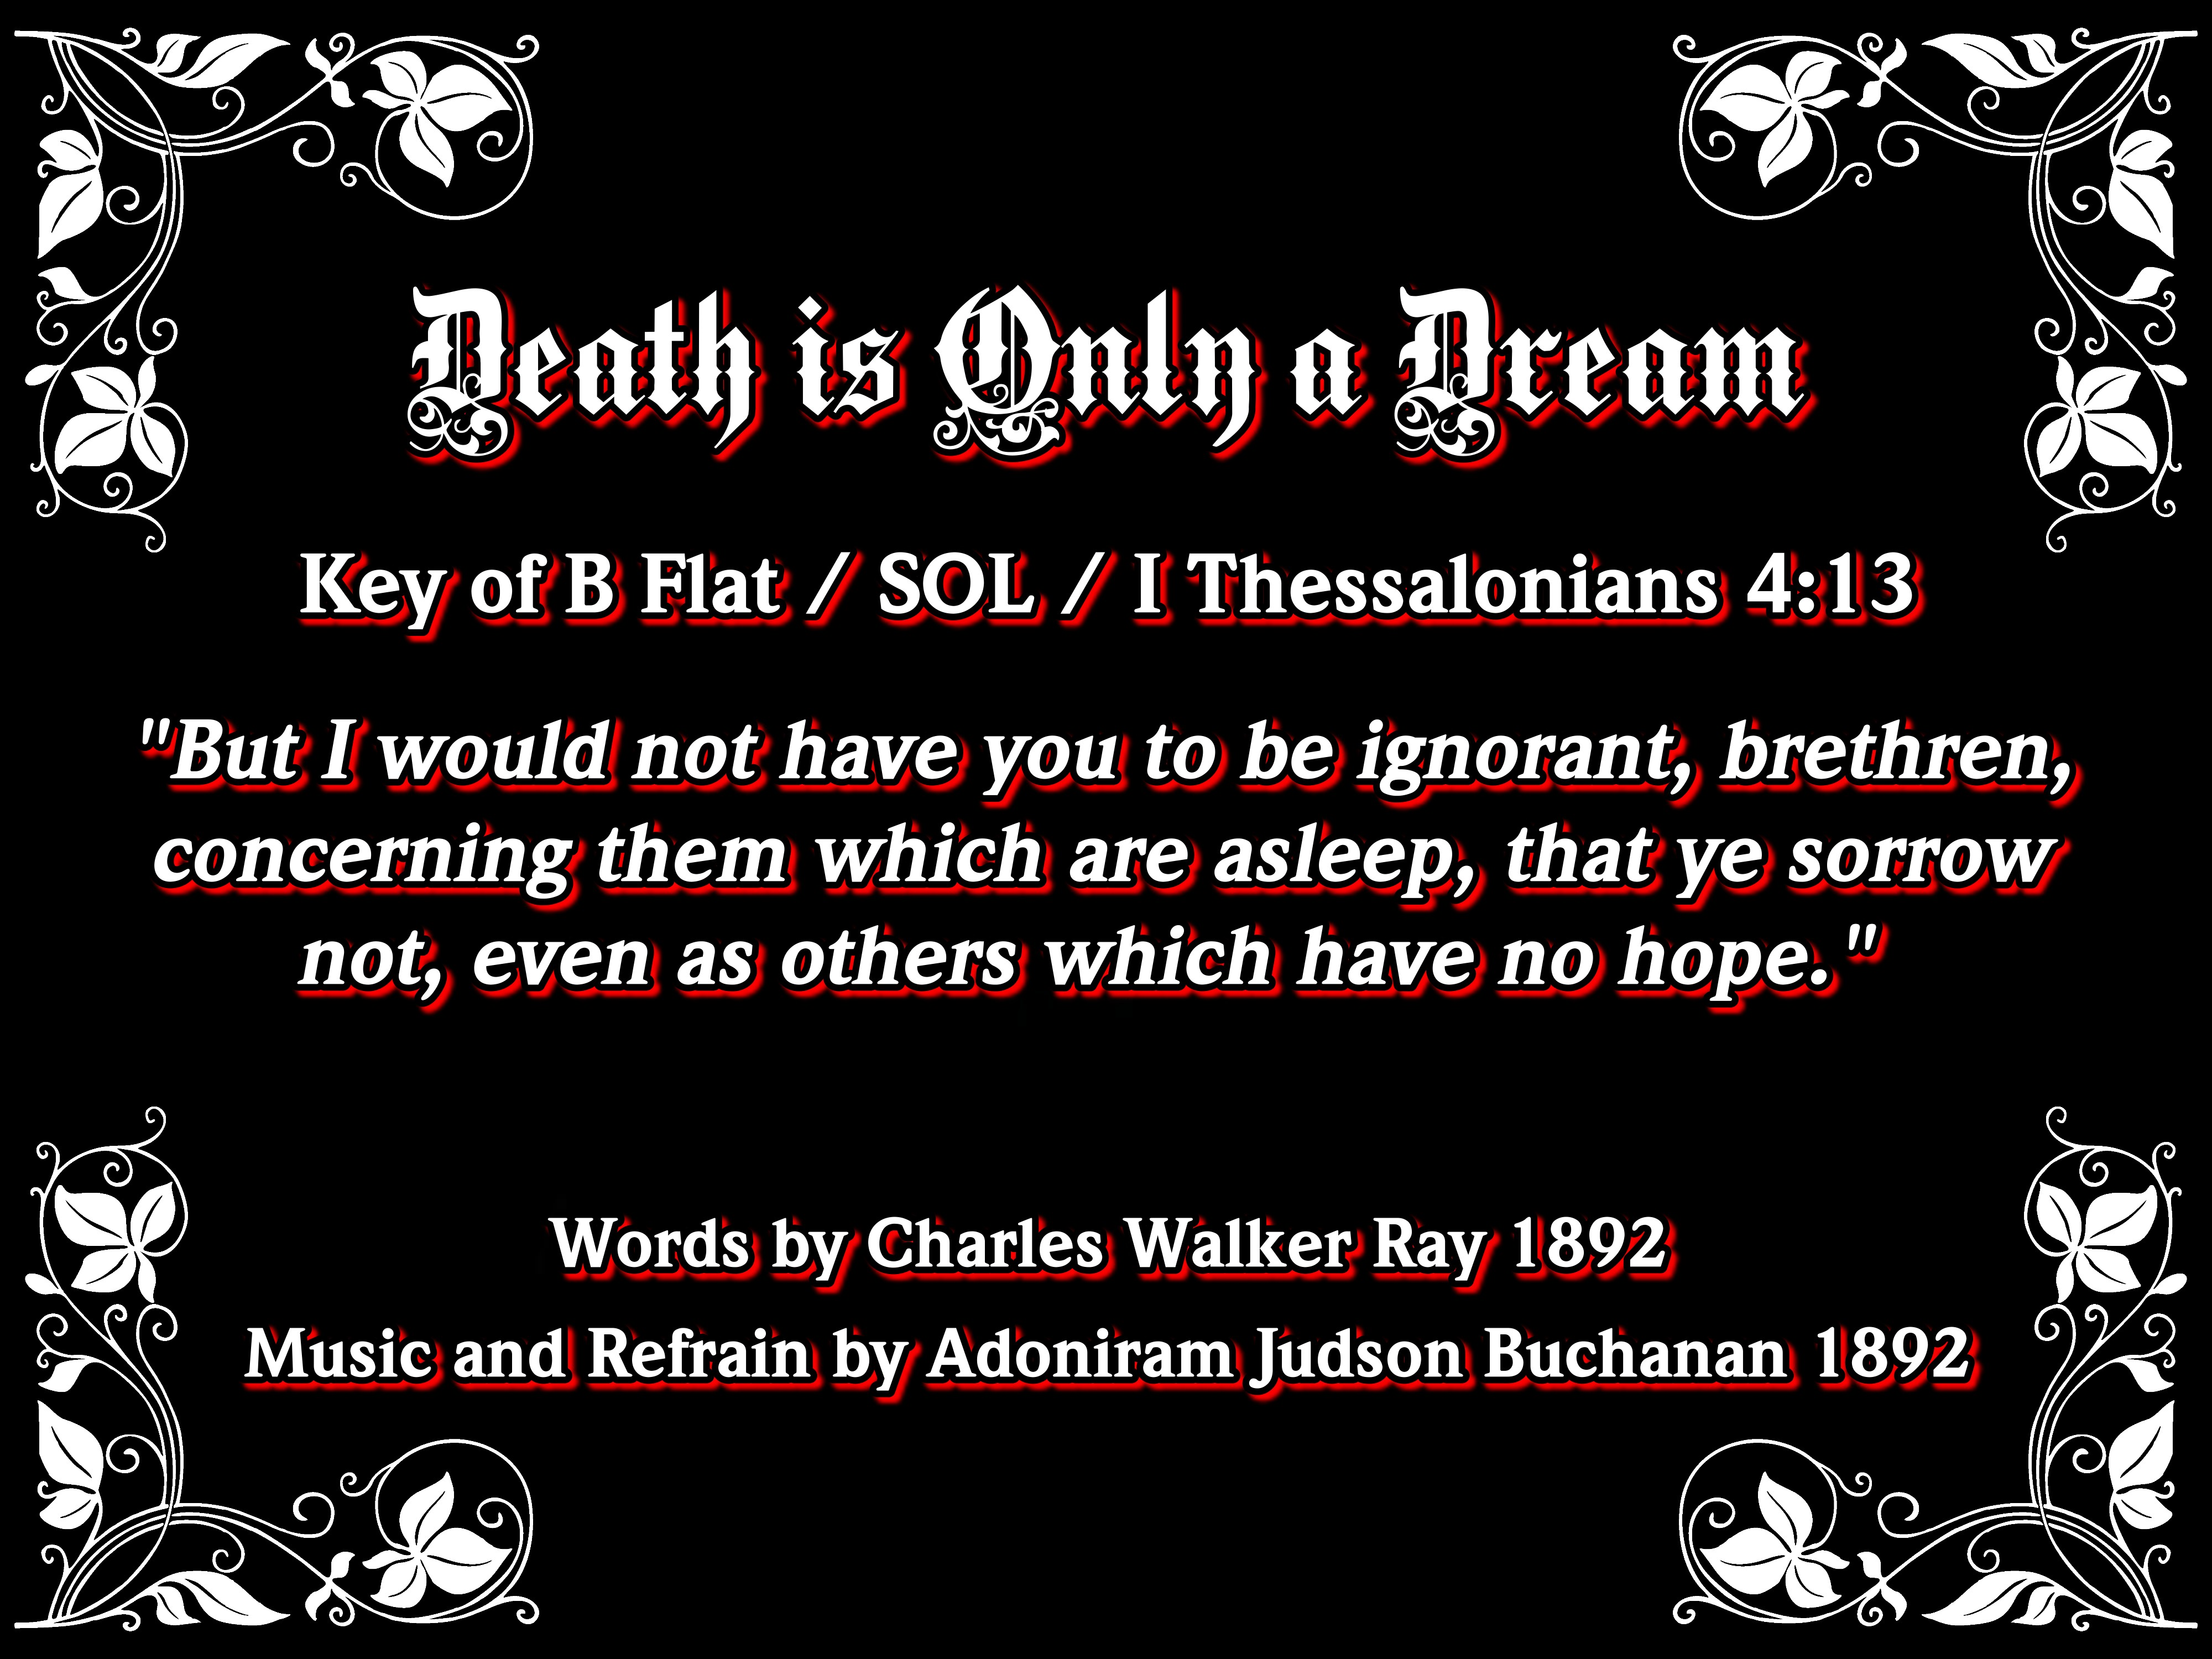 Death is Only a Dream
Key of B Flat / SOL / I Thessalonians 4:13
"But I would not have you to be ignorant, brethren,
concerning them which are asleep, that ye sorrow
not, even as others which have no hope."
Words by Charles Walker Ray 1892
Music and Refrain by Adoniram Judson Buchanan 1892